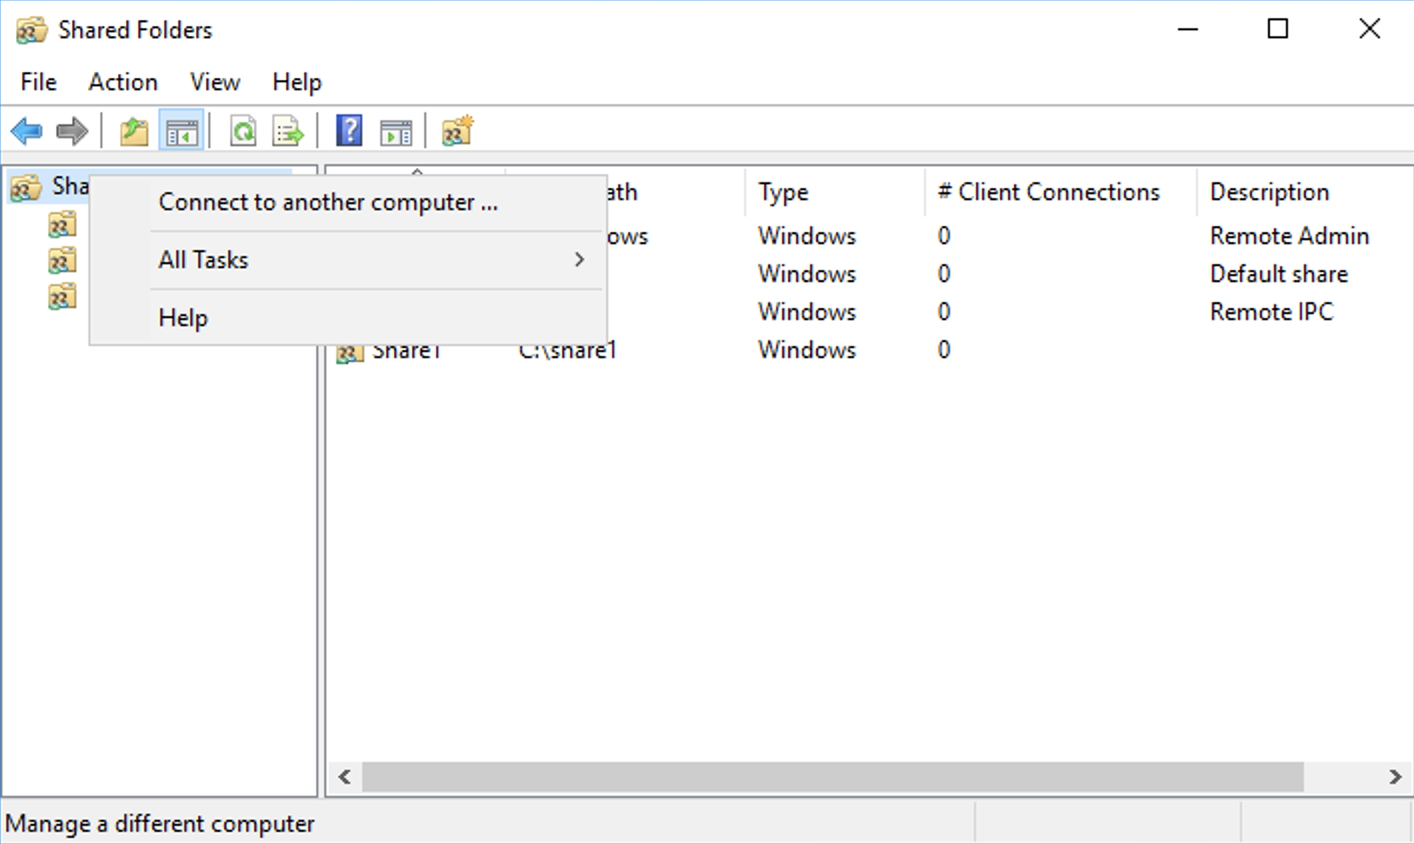 Shared Folders
File Action View Help
Sha
Connect to another computer ...
All Tasks
Help
ath Type # Client Connections Description
ows Windows 0 Remote Admin
Windows 0 Default share
Windows 0 Remote IPC
Share1 C:\share1 Windows 0
Manage a different computer